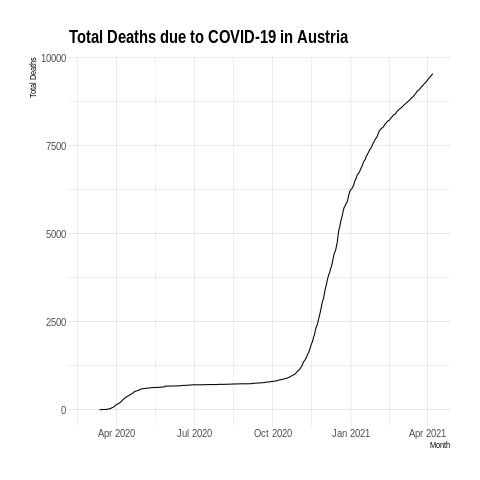 Total Deaths due to COVID-19 in Austria
Total Deaths
10000
7500
5000
2500
0
Apr 2020 Jul 2020 Oct 2020 Jan 2021 Apr 2021
Month